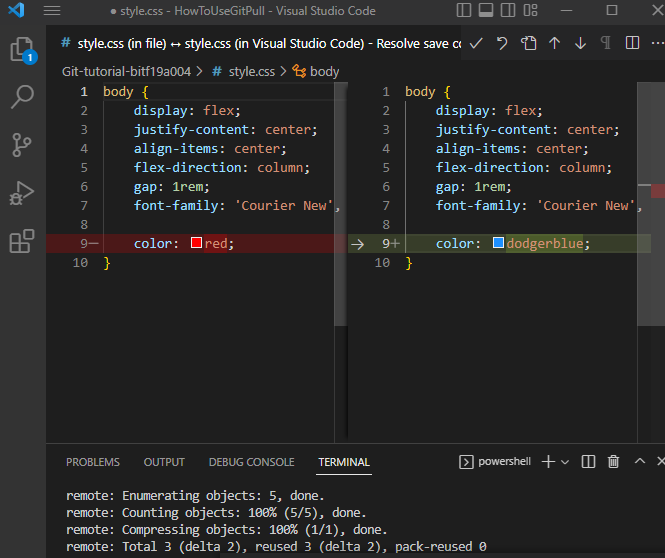 style.css - HowToUseGitPull - Visual Studio Code
# style.css (in file) ↔ style.css (in Visual Studio Code) - Resolve save co
1
Git-tutorial-bitf19a004 > # style.css > body
1 body {
2 display: flex;
3 justify-content: center;
4 align-items: center;
5 flex-direction: column;
6 gap: 1rem;
7 font-family: 'Courier New',
8
9− color: red;
10 }
1 body {
2 display: flex;
3 justify-content: center;
4 align-items: center;
5 flex-direction: column;
6 gap: 1rem;
7 font-family: 'Courier New',
8
9+ color: dodgerblue;
10 }
PROBLEMS OUTPUT DEBUG CONSOLE TERMINAL powershell
remote: Enumerating objects: 5, done.
remote: Counting objects: 100% (5/5), done.
remote: Compressing objects: 100% (1/1), done.
remote: Total 3 (delta 2), reused 3 (delta 2), pack-reused 0